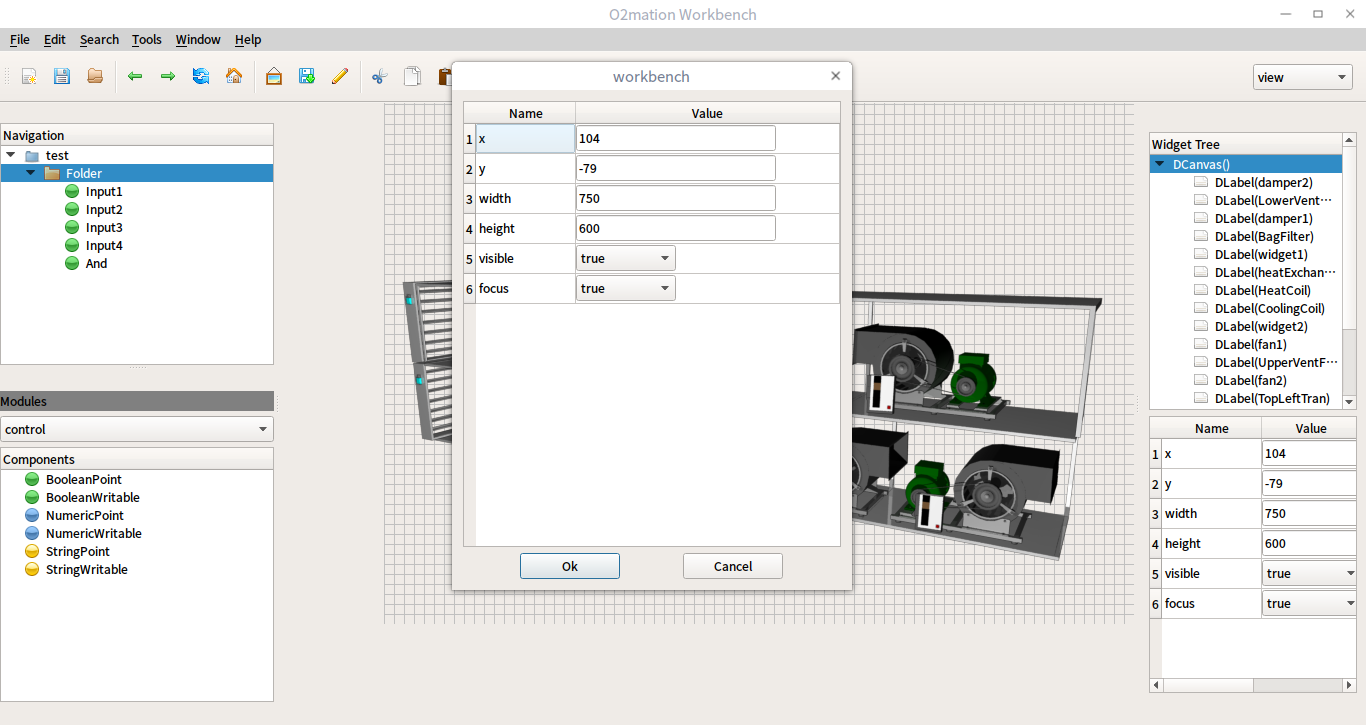 O2mation Workbench
File Edit Search Tools Window Help
view
Navigation
test
Folder
Input1
Input2
Input3
Input4
And
Modules
control
Components
BooleanPoint
BooleanWritable
NumericPoint
NumericWritable
StringPoint
StringWritable
workbench
Name Value
1 x 104
2 y -79
3 width 750
4 height 600
5 visible true
6 focus true
Ok Cancel
Widget Tree
DCanvas()
DLabel(damper2)
DLabel(LowerVent···
DLabel(damper1)
DLabel(BagFilter)
DLabel(widget1)
DLabel(heatExchan···
DLabel(HeatCoil)
DLabel(CoolingCoil)
DLabel(widget2)
DLabel(fan1)
DLabel(UpperVentF···
DLabel(fan2)
DLabel(TopLeftTran)
Name Value
1 x 104
2 y -79
3 width 750
4 height 600
5 visible true
6 focus true